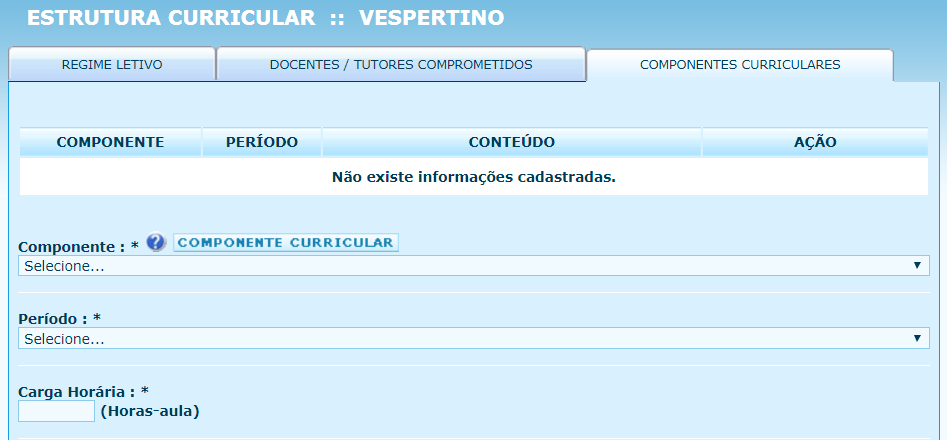 ESTRUTURA CURRICULAR :: VESPERTINO
REGIME LETIVO DOCENTES / TUTORES COMPROMETIDOS COMPONENTES CURRICULARES
COMPONENTE PERÍODO CONTEÚDO AÇÃO
Não existe informações cadastradas.
Componente : * ? COMPONENTE CURRICULAR
Selecione...
Período : *
Selecione...
Carga Horária : *
(Horas-aula)